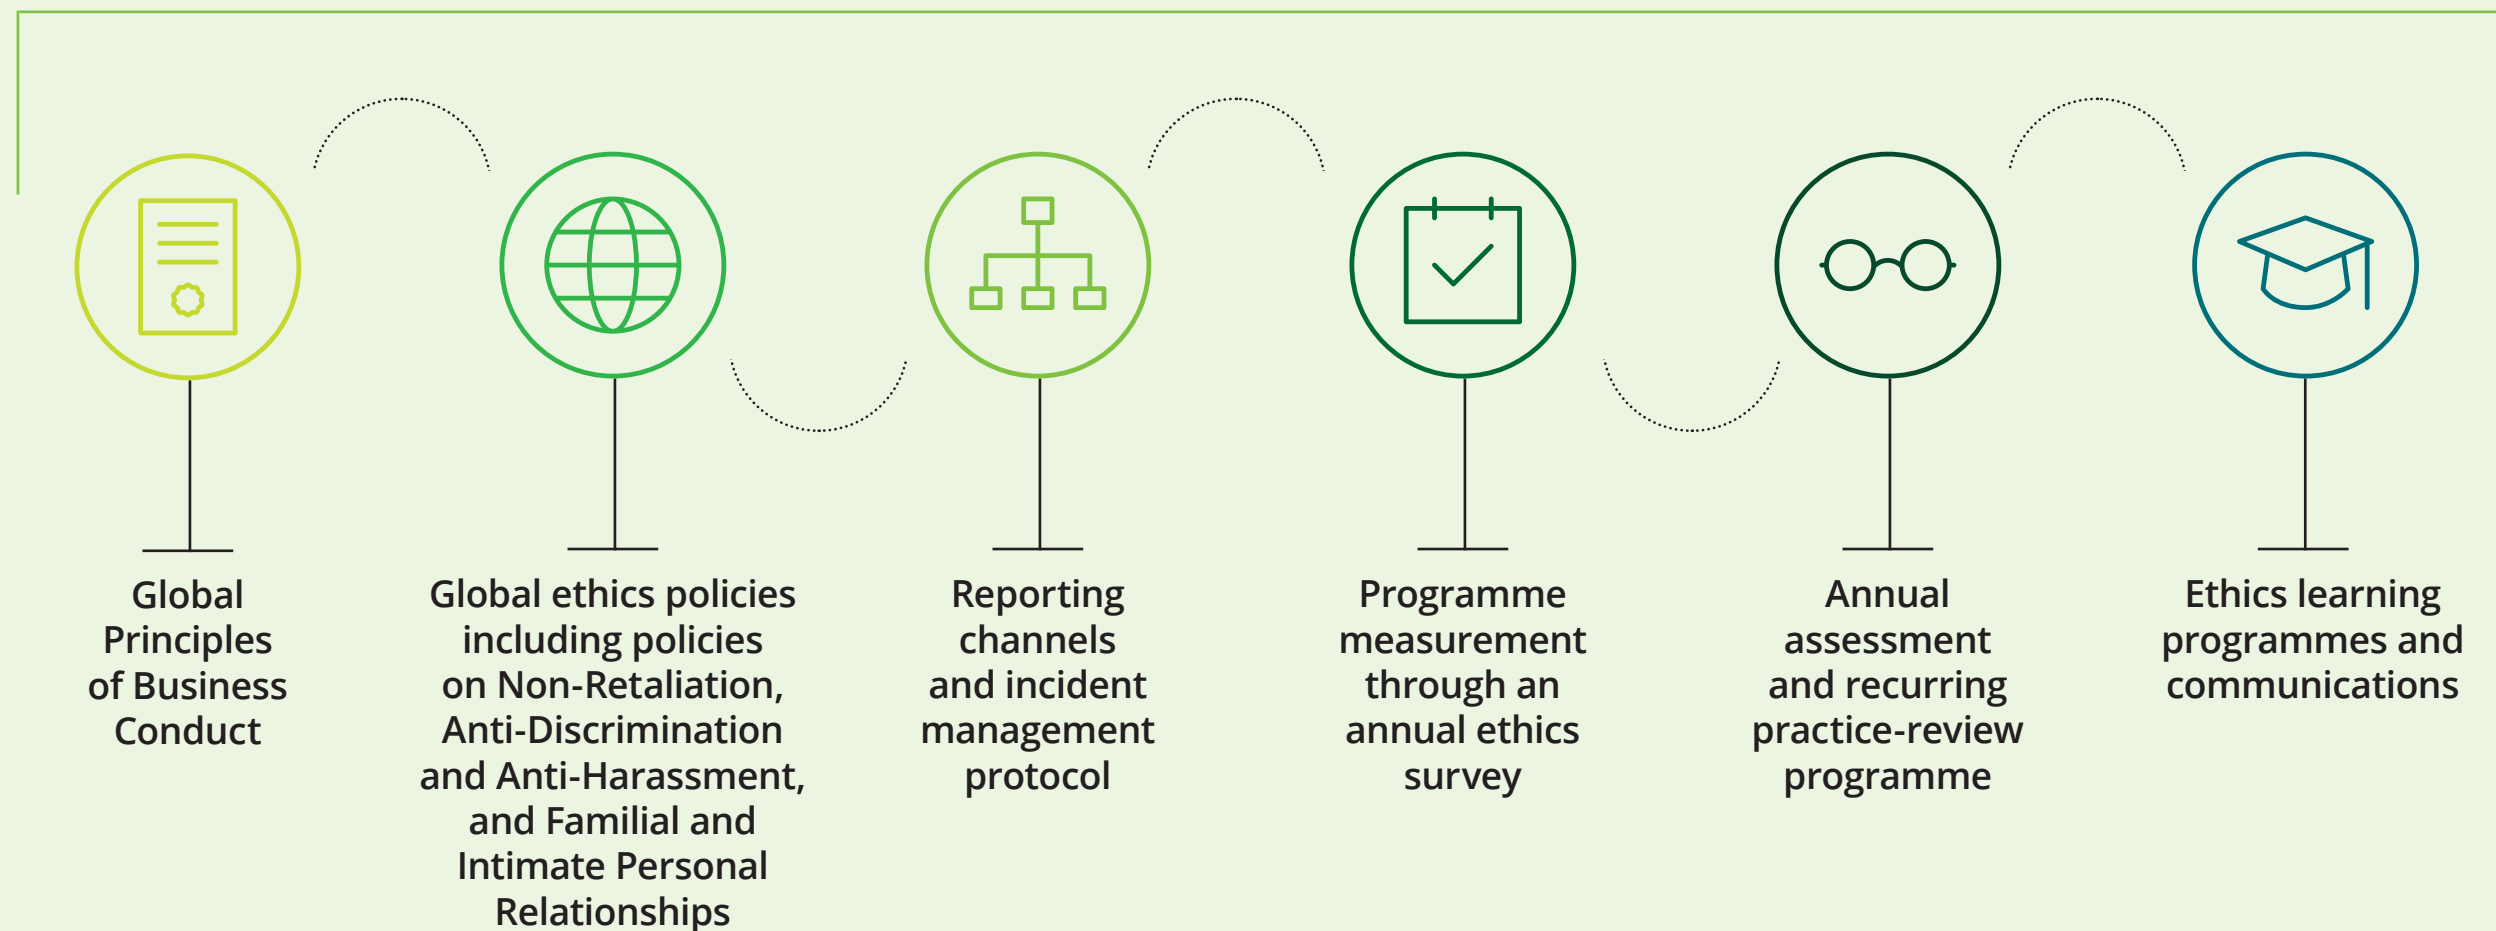 Global
Principles
of Business
Conduct
Global ethics policies
including policies
on Non-Retaliation,
Anti-Discrimination
and Anti-Harassment,
and Familial and
Intimate Personal
Relationships
Reporting
channels
and incident
management
protocol
Programme
measurement
through an
annual ethics
survey
Annual
assessment
and recurring
practice-review
programme
Ethics learning
programmes and
communications